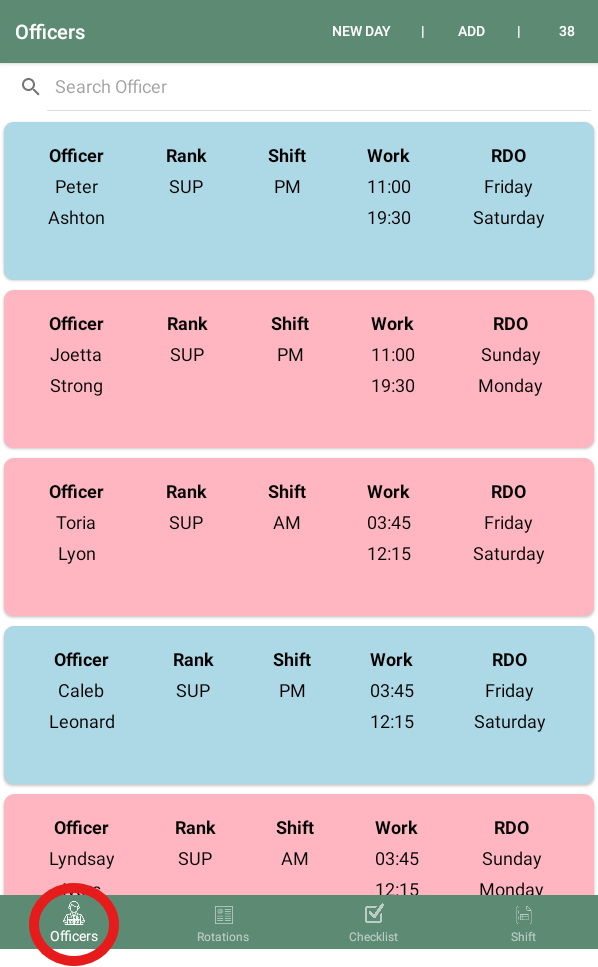 Officers NEW DAY | ADD | 38
Search Officer
Officer Rank Shift Work RDO
Peter SUP PM 11:00 Friday
Ashton 19:30 Saturday
Officer Rank Shift Work RDO
Joetta SUP PM 11:00 Sunday
Strong 19:30 Monday
Officer Rank Shift Work RDO
Toria SUP AM 03:45 Friday
Lyon 12:15 Saturday
Officer Rank Shift Work RDO
Caleb SUP PM 03:45 Friday
Leonard 12:15 Saturday
Officer Rank Shift Work RDO
Lyndsay SUP AM 03:45 Sunday
12:15 Monday
Officers Rotations Checklist Shift